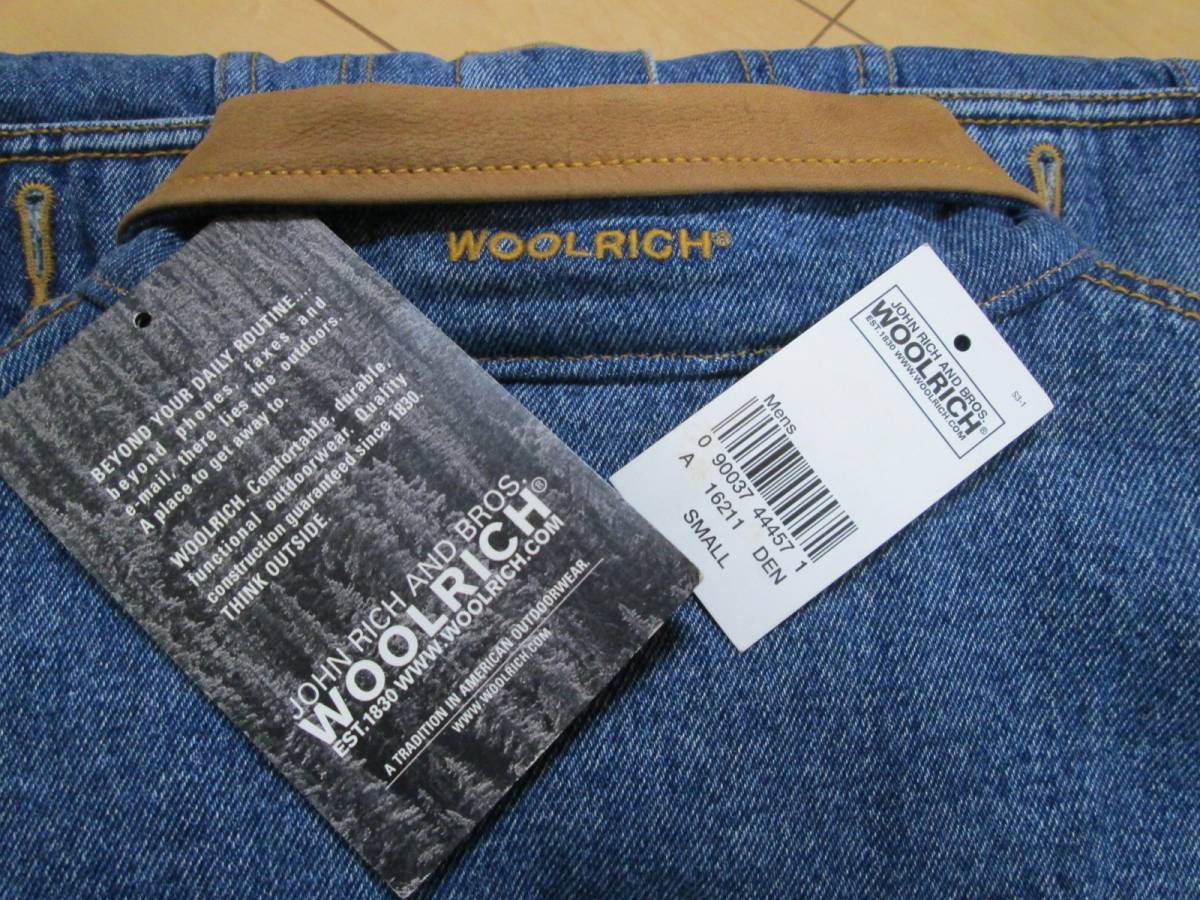 WOOLRICH®
BEYOND YOUR DAILY ROUTINE....
beyond phones, faxes and
e-mail, there lies the outdoors.
A place to get away to.
WOOLRICH. Comfortable, durable,
functional outdoorwear. Quality
construction guaranteed since 1830.
THINK OUTSIDE.
JOHN RICH AND BROS.
WOOLRICH®
EST.1830 WWW.WOOLRICH.COM
A TRADITION IN AMERICAN OUTDOORWEAR
WWW.WOOLRICH.COM
S3-1
JOHN RICH AND BROS.
WOOLRICH®
EST.1830 WWW.WOOLRICH.COM
Mens
0 90037 44457 1
A 16211 DEN
SMALL